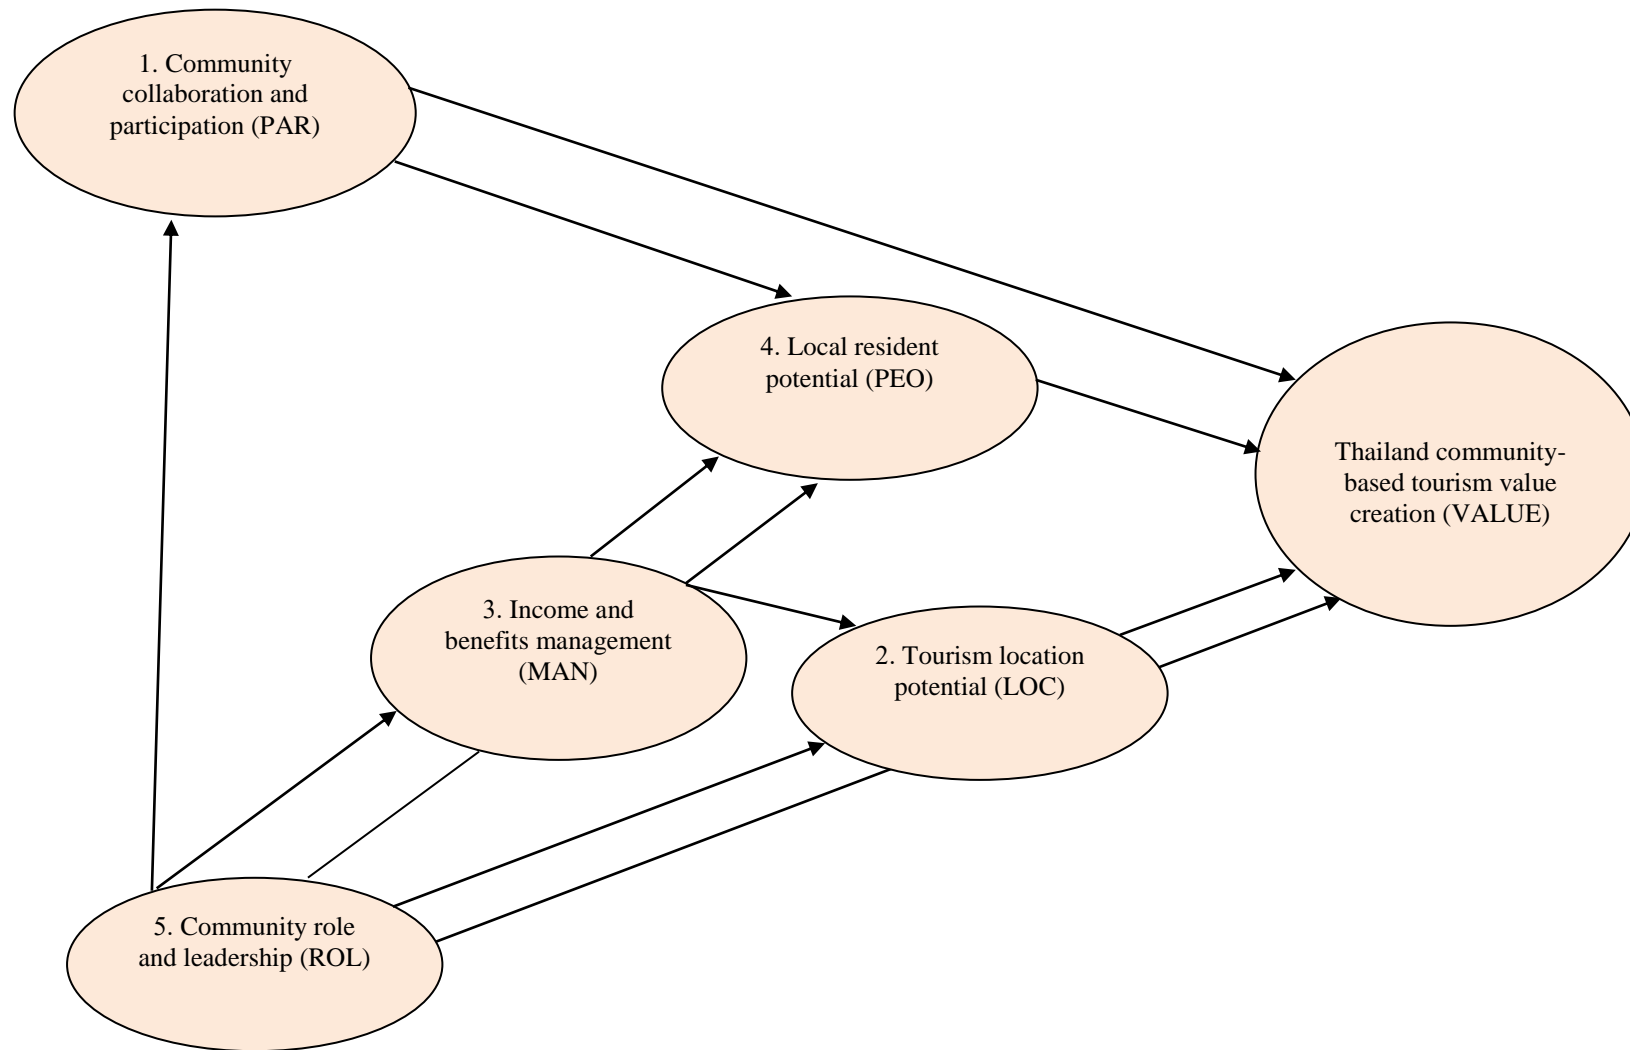 1. Community
collaboration and
participation (PAR)
4. Local resident
potential (PEO)
Thailand community-
based tourism value
creation (VALUE)
3. Income and
benefits management
(MAN)
2. Tourism location
potential (LOC)
5. Community role
and leadership (ROL)